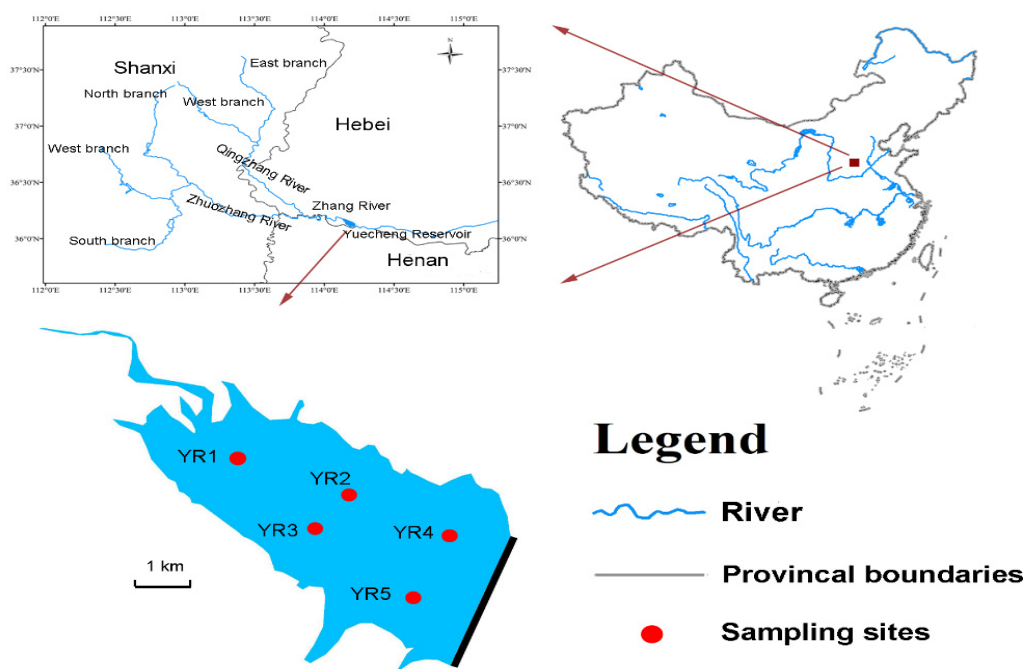 112°0'E 112°30'E 113°0'E 113°30'E 114°0'E 114°30'E 115°0'E
N
37°30'N
37°30'N
37°0'N
37°0'N
36°30'N
36°30'N
36°0'N
36°0'N
East branch
Shanxi
North branch
West branch
Hebei
West branch
Qingzhang River
Zhuozhang River
Zhang River
Yuecheng Reservoir
South branch
Henan
112°0'E 112°30'E 113°0'E 113°30'E 114°0'E 114°30'E 115°0'E
YR1
YR2
YR3
YR4
YR5
1 km
Legend
River
Provincal boundaries
Sampling sites